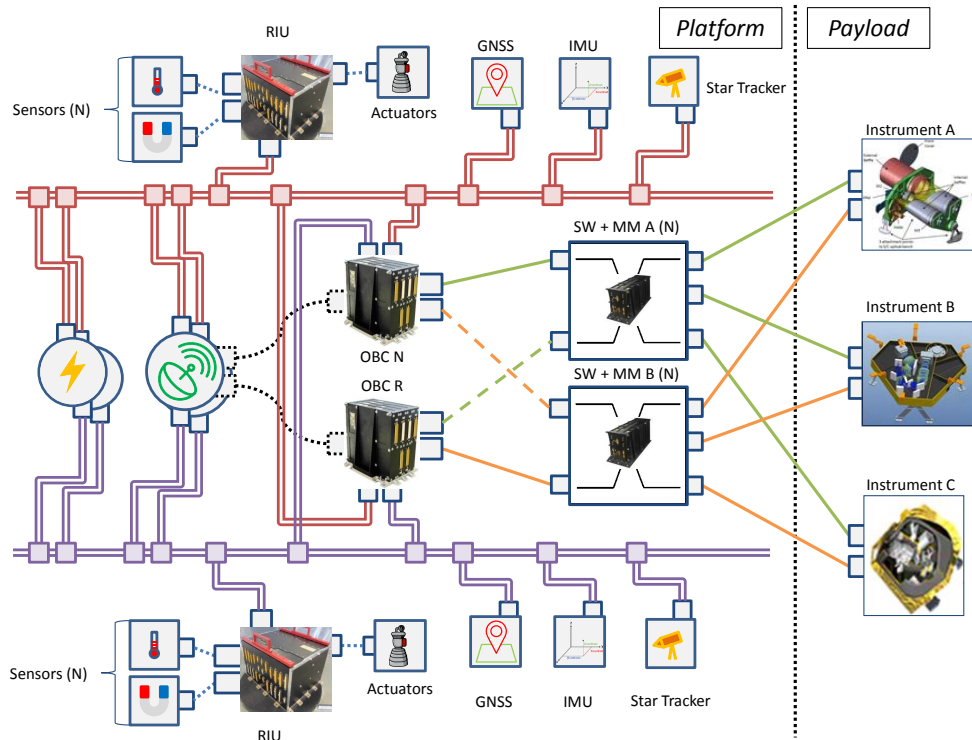 RIU
GNSS
IMU
Platform
Payload
Sensors (N)
Actuators
Star Tracker
Instrument A
SW + MM A (N)
OBC N
Instrument B
SW + MM B (N)
OBC R
Instrument C
Sensors (N)
Actuators
GNSS
IMU
Star Tracker
RIU